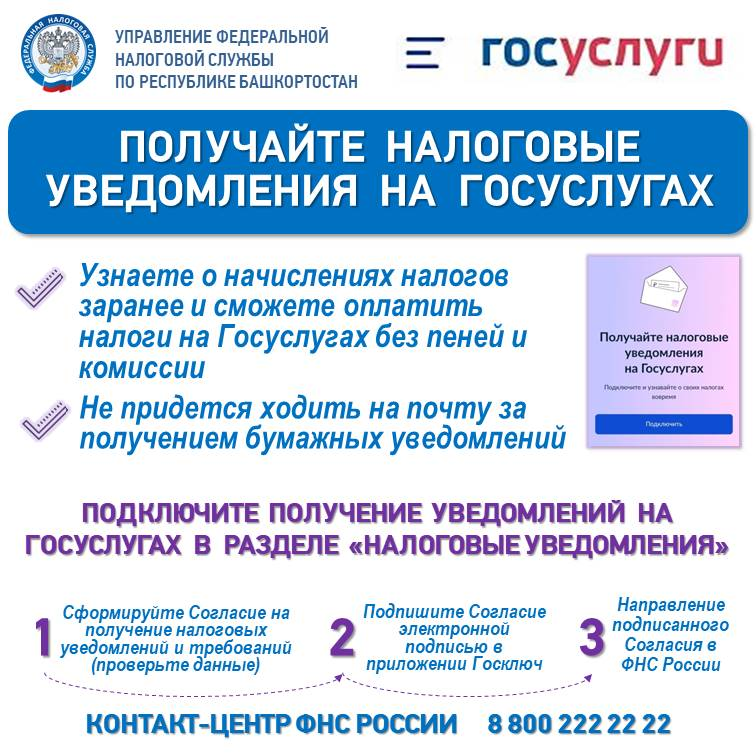 ФЕДЕРАЛЬНАЯ НАЛОГОВАЯ СЛУЖБА
УПРАВЛЕНИЕ ФЕДЕРАЛЬНОЙ
НАЛОГОВОЙ СЛУЖБЫ
ПО РЕСПУБЛИКЕ БАШКОРТОСТАН
госуслуги
ПОЛУЧАЙТЕ НАЛОГОВЫЕ
УВЕДОМЛЕНИЯ НА ГОСУСЛУГАХ
Узнаете о начислениях налогов
заранее и сможете оплатить
налоги на Госуслугах без пеней и
комиссии
Не придется ходить на почту за
получением бумажных уведомлений
Получайте налоговые
уведомления
на Госуслугах
Подключите и узнавайте о своих налогах
вовремя
Подключить
ПОДКЛЮЧИТЕ ПОЛУЧЕНИЕ УВЕДОМЛЕНИЙ НА
ГОСУСЛУГАХ В РАЗДЕЛЕ «НАЛОГОВЫЕ УВЕДОМЛЕНИЯ»
1
Сформируйте Согласие на
получение налоговых
уведомлений и требований
(проверьте данные)
2
Подпишите Согласие
электронной
подписью в
приложении Госключ
3
Направление
подписанного
Согласия в
ФНС России
КОНТАКТ-ЦЕНТР ФНС РОССИИ 8 800 222 22 22